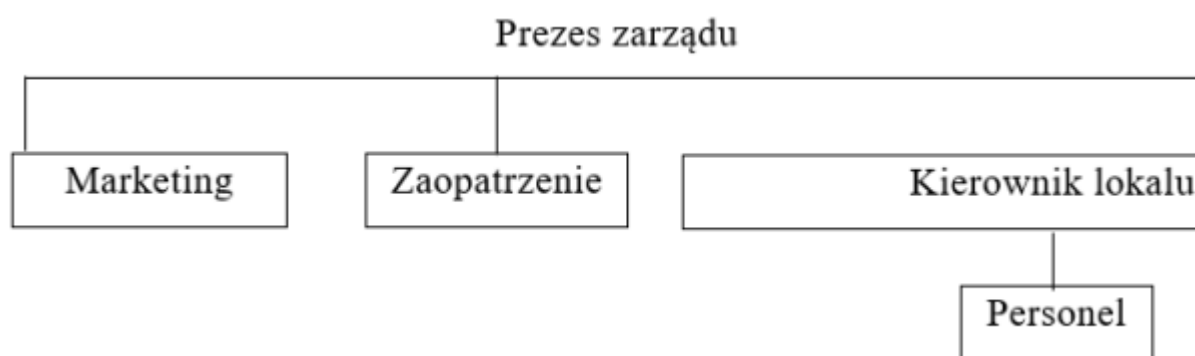 Prezes zarządu
Marketing
Zaopatrzenie
Kierownik lokalu
Personel